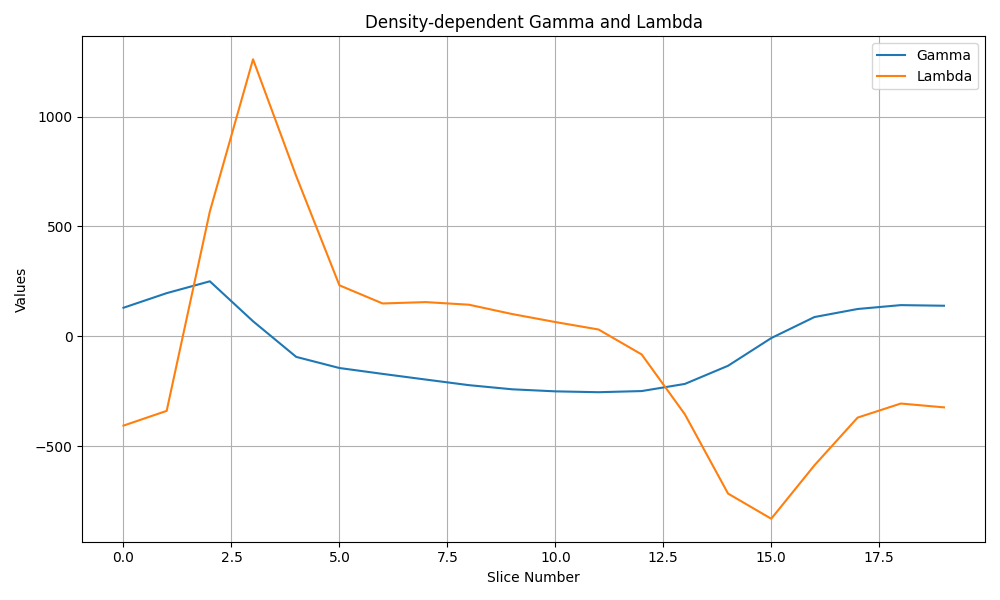 Density-dependent Gamma and Lambda
Gamma
Lambda
Values
1000
500
0
−500
0.0 2.5 5.0 7.5 10.0 12.5 15.0 17.5
Slice Number